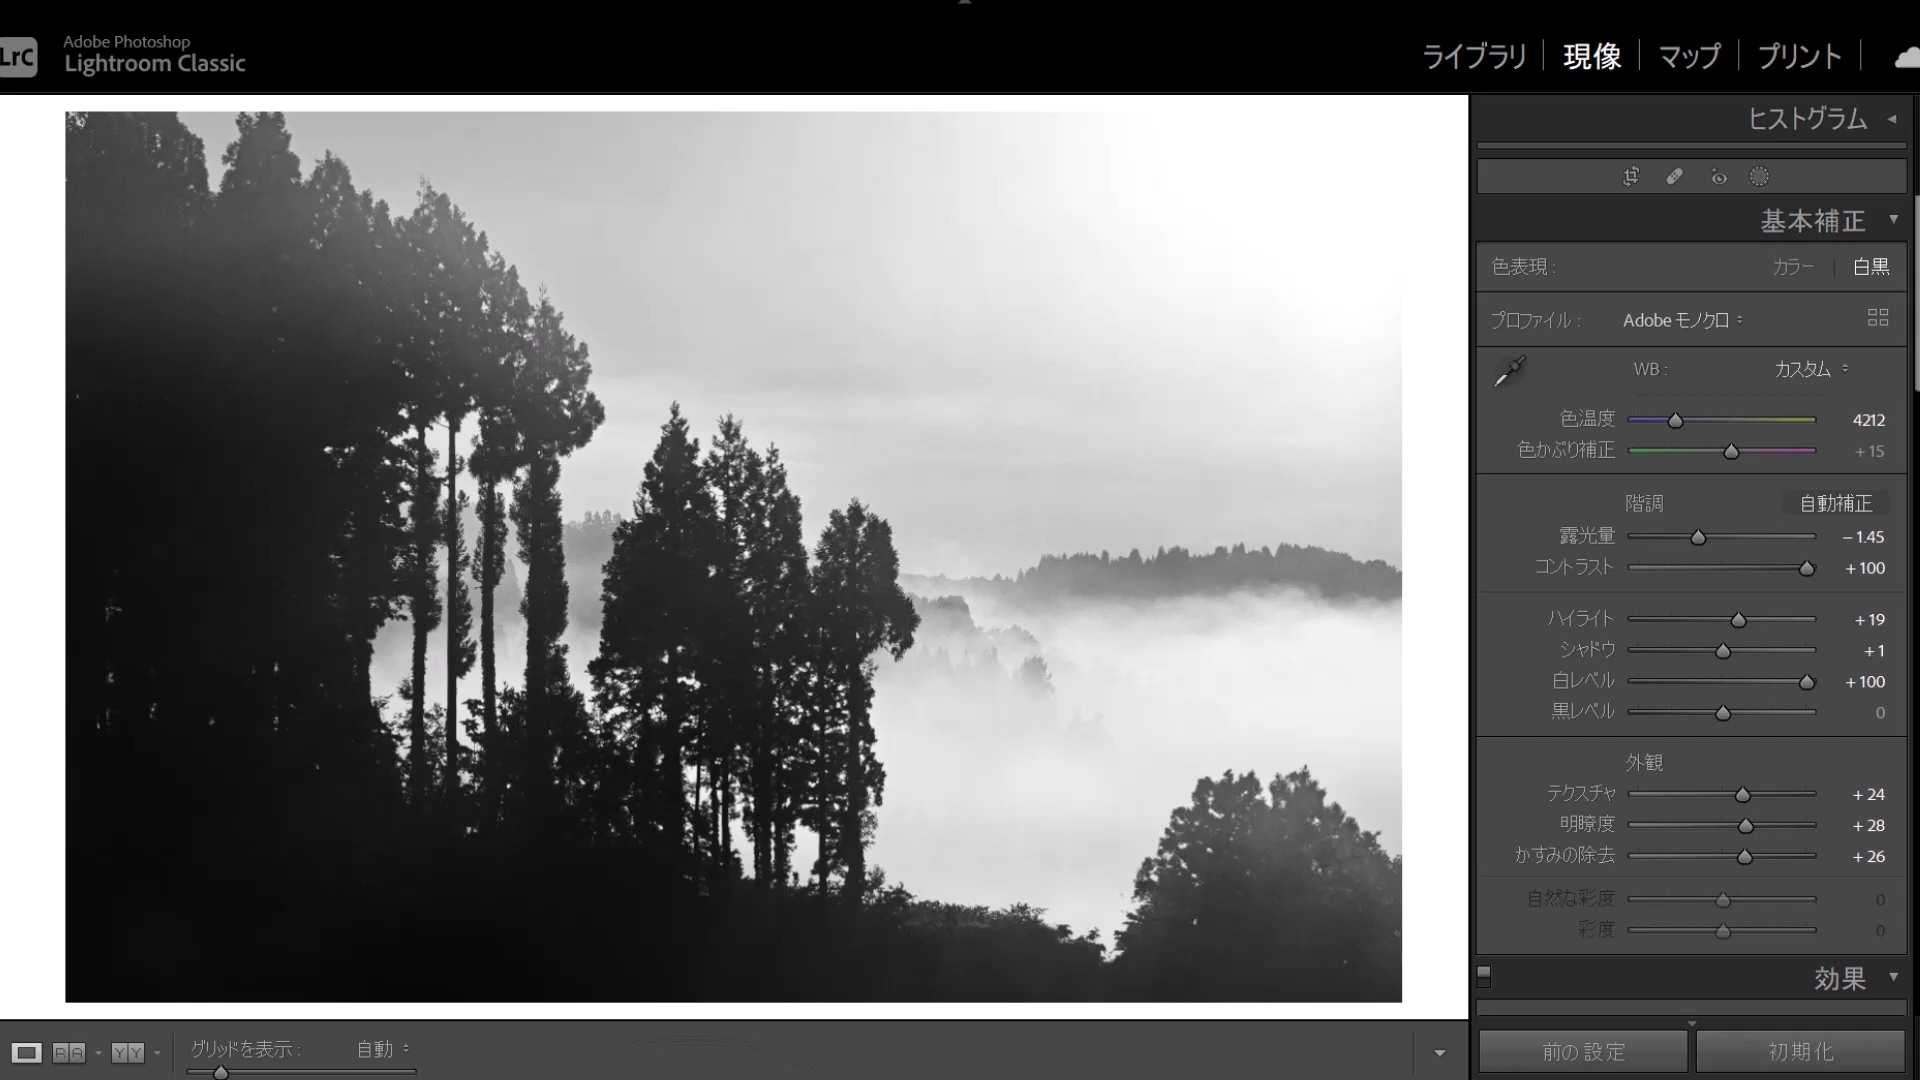 LrC
Adobe Photoshop
Lightroom Classic
ライブラリ | 現像 | マップ | プリント |
ヒストグラム
基本補正
色表現 : カラー | 白黒
プロファイル : Adobe モノクロ
WB : カスタム
色温度 4212
色かぶり補正 + 15
階調 自動補正
露光量 − 1.45
コントラスト + 100
ハイライト + 19
シャドウ + 1
白レベル + 100
黒レベル 0
外観
テクスチャ + 24
明瞭度 + 28
かすみの除去 + 26
自然な彩度 0
彩度 0
効果
R A Y Y グリッドを表示 : 自動
前の設定 初期化